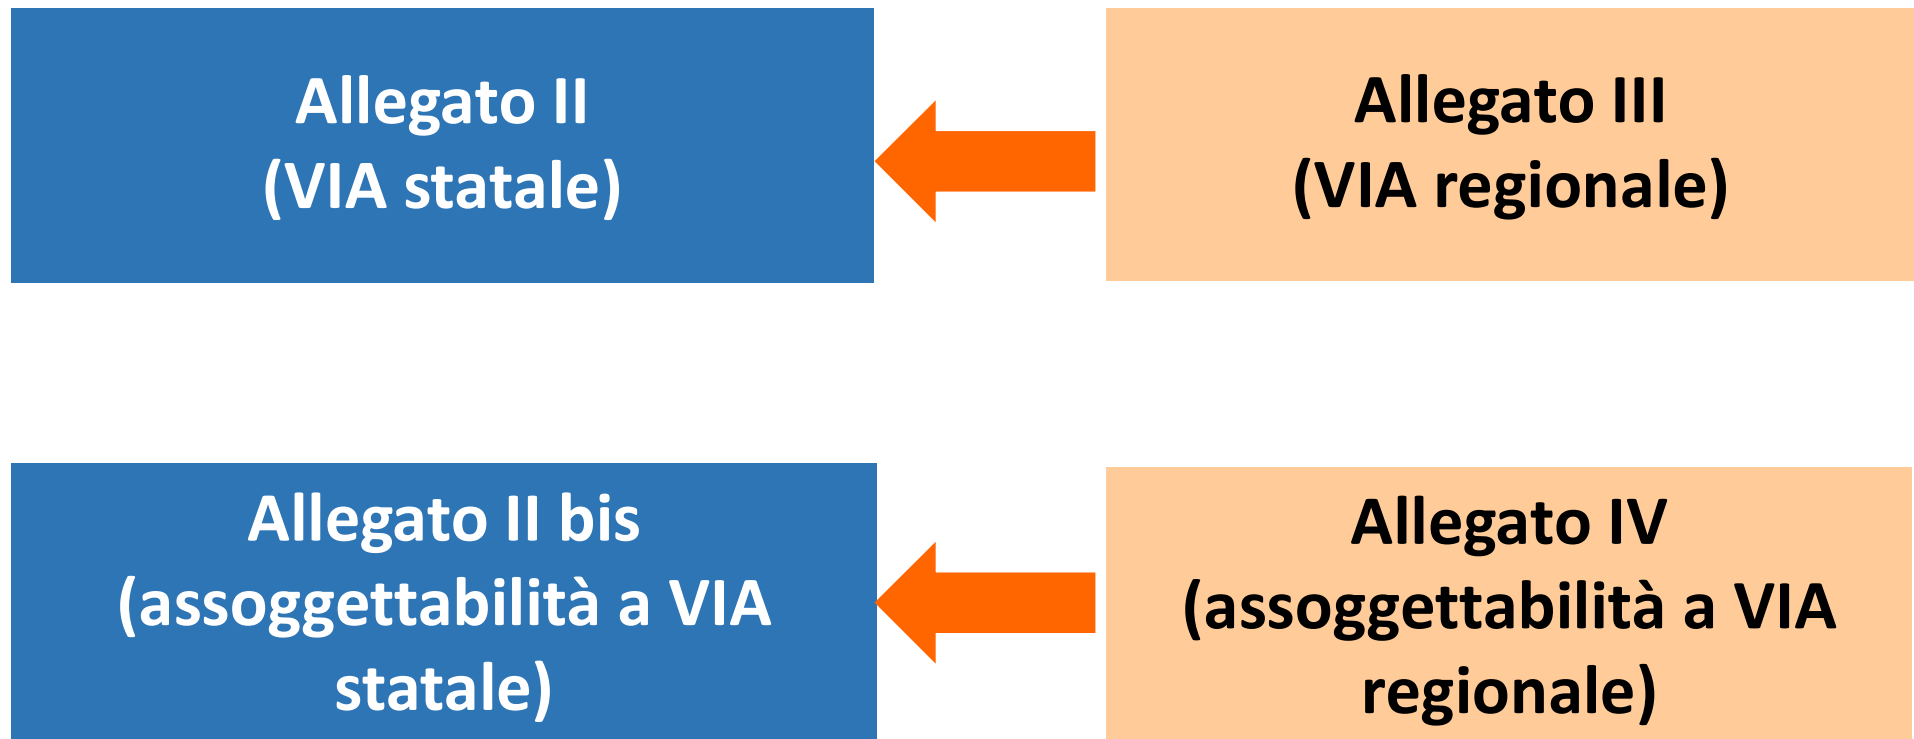 Allegato II
(VIA statale)
Allegato III
(VIA regionale)
Allegato II bis
(assoggettabilità a VIA
statale)
Allegato IV
(assoggettabilità a VIA
regionale)